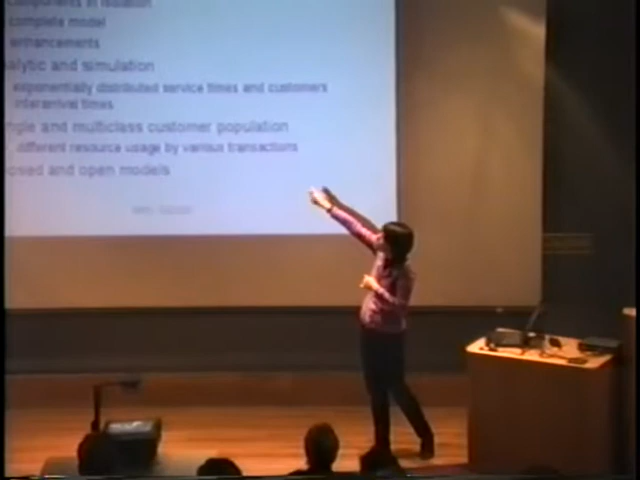 components in isolation
complete model
enhancements
alytic and simulation
exponentially distributed service times and customers
interarrival times
ngle and multiclass customer population
different resource usage by various transactions
osed and open models